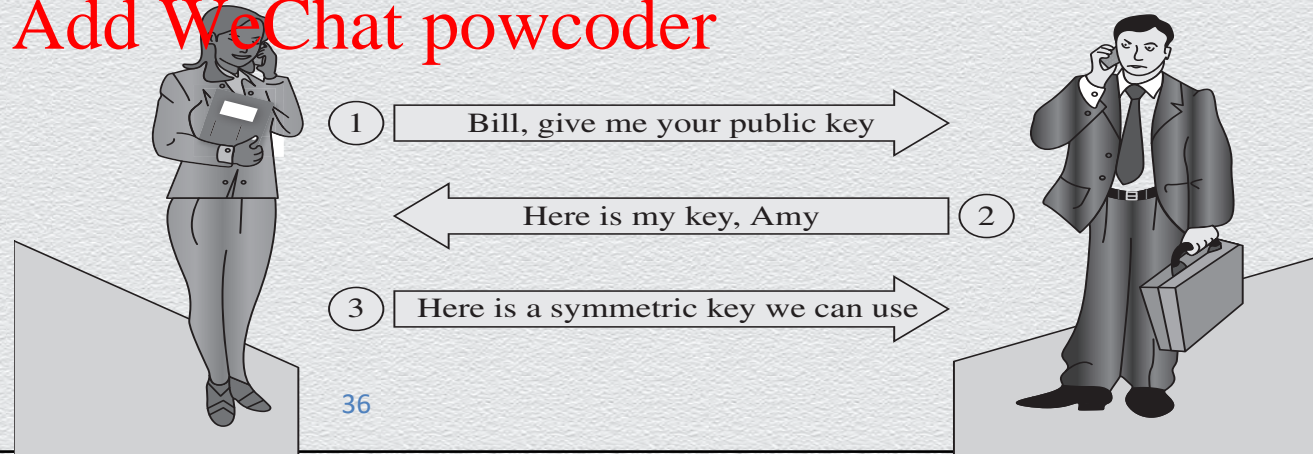 Add WeChat powcoder
1 Bill, give me your public key
Here is my key, Amy 2
3 Here is a symmetric key we can use
36